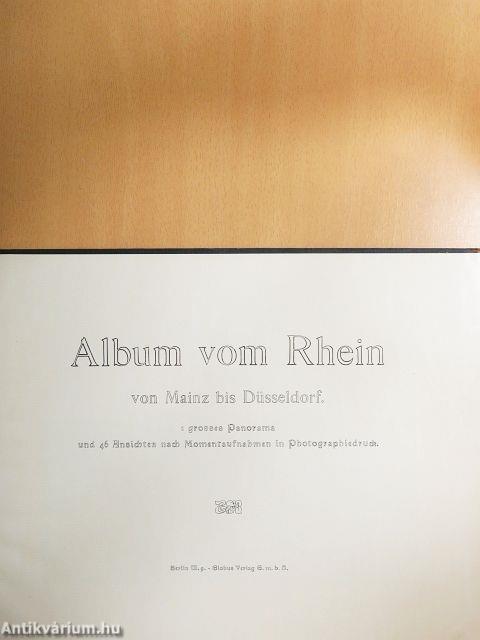 Album vom Rhein
von Mainz bis Düsseldorf.
1 grosses Panorama
und 46 Ansichten nach Momentaufnahmen in Photographiedruck.
Berlin W. 9. - Globus Verlag G. m. b. H.
Antikvárium.hu